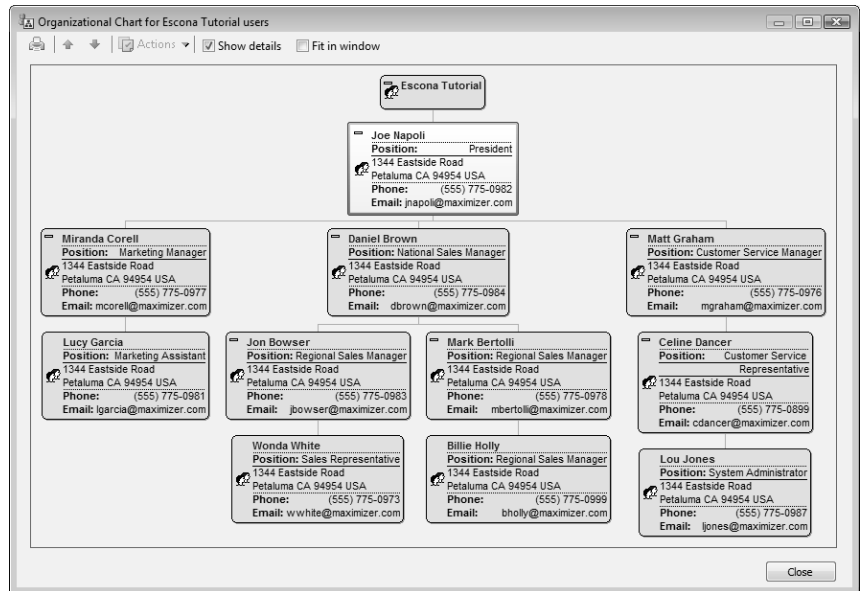 Organizational Chart for Escona Tutorial users
Actions
Show details
Fit in window
Escona Tutorial
Joe Napoli
Position: President
1344 Eastside Road
Petaluma CA 94954 USA
Phone: (555) 775-0982
Email: jnapoli@maximizer.com
Miranda Corell
Position: Marketing Manager
1344 Eastside Road
Petaluma CA 94954 USA
Phone: (555) 775-0977
Email: mcorell@maximizer.com
Daniel Brown
Position: National Sales Manager
1344 Eastside Road
Petaluma CA 94954 USA
Phone: (555) 775-0984
Email: dbrown@maximizer.com
Matt Graham
Position: Customer Service Manager
1344 Eastside Road
Petaluma CA 94954 USA
Phone: (555) 775-0976
Email: mgraham@maximizer.com
Lucy Garcia
Position: Marketing Assistant
1344 Eastside Road
Petaluma CA 94954 USA
Phone: (555) 775-0981
Email: lgarcia@maximizer.com
Jon Bowser
Position: Regional Sales Manager
1344 Eastside Road
Petaluma CA 94954 USA
Phone: (555) 775-0983
Email: jbowser@maximizer.com
Mark Bertolli
Position: Regional Sales Manager
1344 Eastside Road
Petaluma CA 94954 USA
Phone: (555) 775-0978
Email: mbertolli@maximizer.com
Celine Dancer
Position: Customer Service
Representative
1344 Eastside Road
Petaluma CA 94954 USA
Phone: (555) 775-0899
Email: cdancer@maximizer.com
Wonda White
Position: Sales Representative
1344 Eastside Road
Petaluma CA 94954 USA
Phone: (555) 775-0973
Email: wwhite@maximizer.com
Billie Holly
Position: Regional Sales Manager
1344 Eastside Road
Petaluma CA 94954 USA
Phone: (555) 775-0999
Email: bholly@maximizer.com
Lou Jones
Position: System Administrator
1344 Eastside Road
Petaluma CA 94954 USA
Phone: (555) 775-0987
Email: ljones@maximizer.com
Close